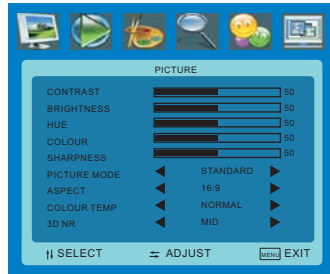 PICTURE
CONTRAST 50
BRIGHTNESS 50
HUE 50
COLOUR 50
SHARPNESS
PICTURE MODE STANDARD
ASPECT 16:9
COLOUR TEMP NORMAL
3D NR MID
SELECT ADJUST MENU EXIT